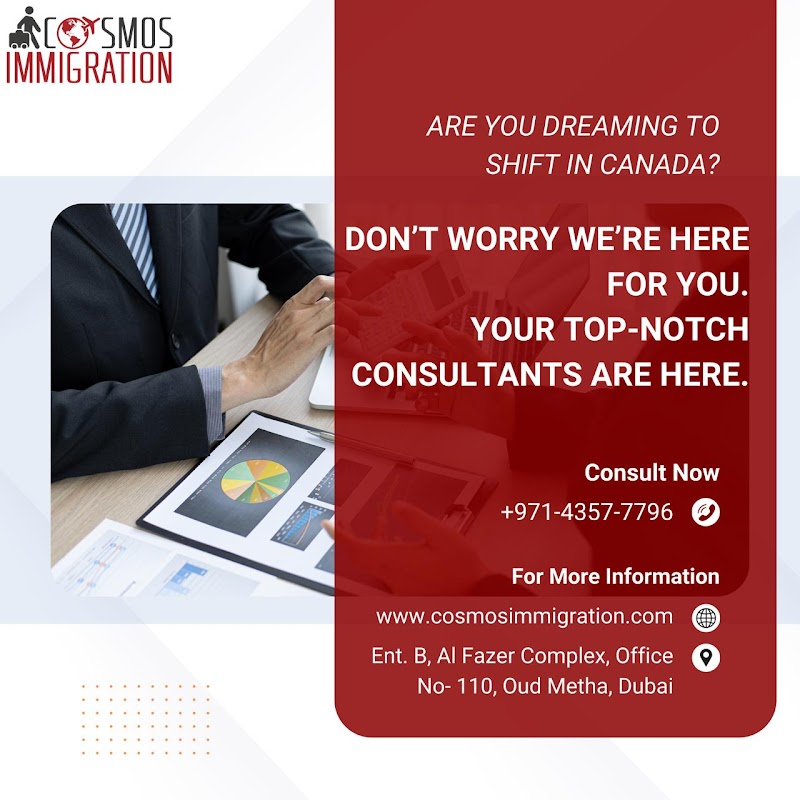 COSMOS
IMMIGRATION
ARE YOU DREAMING TO
SHIFT IN CANADA?
DON’T WORRY WE’RE HERE
FOR YOU.
YOUR TOP-NOTCH
CONSULTANTS ARE HERE.
Consult Now
+971-4357-7796
For More Information
www.cosmosimmigration.com
Ent. B, Al Fazer Complex, Office
No- 110, Oud Metha, Dubai